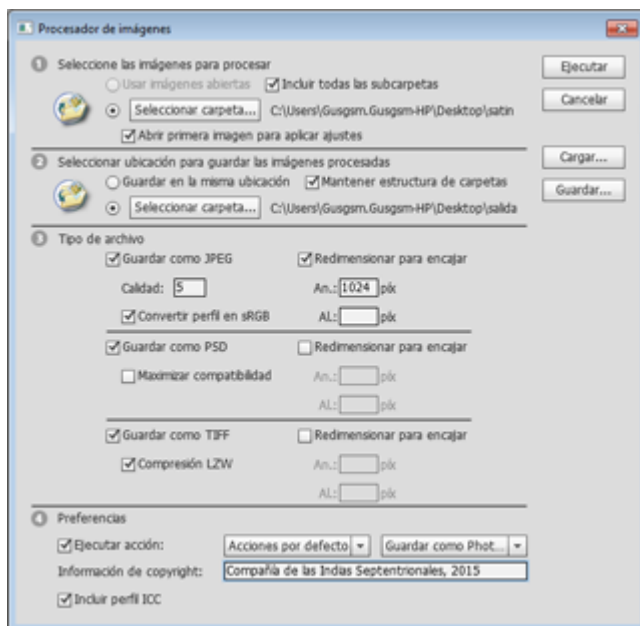 Procesador de imágenes
1 Seleccione las imágenes para procesar
Usar imágenes abiertas Incluir todas las subcarpetas
Seleccionar carpeta... C:\Users\Gusgsm.Gusgsm-HP\Desktop\satin
Abrir primera imagen para aplicar ajustes
Ejecutar
Cancelar
2 Seleccionar ubicación para guardar las imágenes procesadas
Guardar en la misma ubicación Mantener estructura de carpetas
Seleccionar carpeta... C:\Users\Gusgsm.Gusgsm-HP\Desktop\salida
Cargar...
Guardar...
3 Tipo de archivo
Guardar como JPEG Redimensionar para encajar
Calidad: 5 An.: 1024 píx
Convertir perfil en sRGB Al.: píx
Guardar como PSD Redimensionar para encajar
Maximizar compatibilidad An.: píx
Al.: píx
Guardar como TIFF Redimensionar para encajar
Compresión LZW An.: píx
Al.: píx
4 Preferencias
Ejecutar acción: Acciones por defecto Guardar como Phot...
Información de copyright: Compañía de las Indias Septentrionales, 2015
Incluir perfil ICC